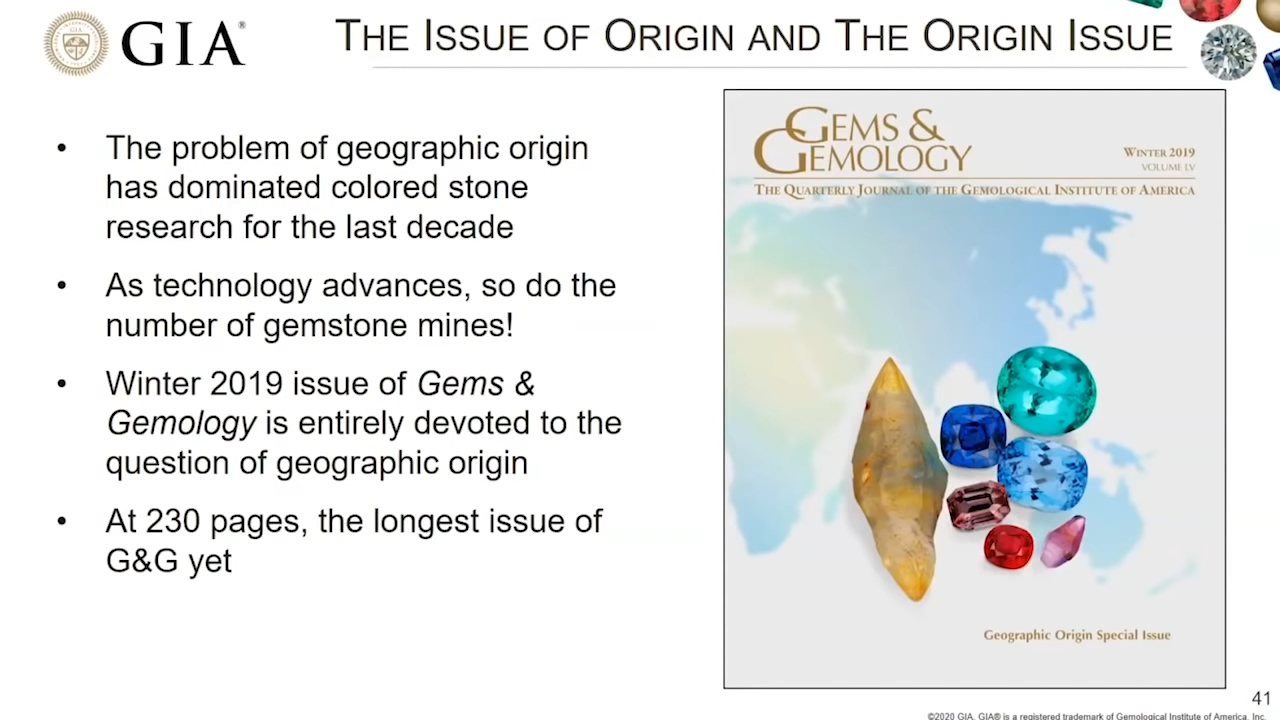 GIA®
THE ISSUE OF ORIGIN AND THE ORIGIN ISSUE
• The problem of geographic origin
has dominated colored stone
research for the last decade
• As technology advances, so do the
number of gemstone mines!
• Winter 2019 issue of Gems &
Gemology is entirely devoted to the
question of geographic origin
• At 230 pages, the longest issue of
G&G yet
GEMS &
GEMOLOGY
WINTER 2019
VOLUME LV
THE QUARTERLY JOURNAL OF THE GEMOLOGICAL INSTITUTE OF AMERICA
Geographic Origin Special Issue
41
©2020 GIA. GIA® is a registered trademark of Gemological Institute of America, Inc.